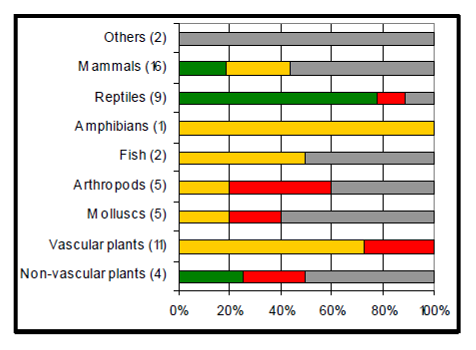 Others (2)
Mammals (16)
Reptiles (9)
Amphibians (1)
Fish (2)
Arthropods (5)
Molluscs (5)
Vascular plants (11)
Non-vascular plants (4)
0% 20% 40% 60% 80% 100%